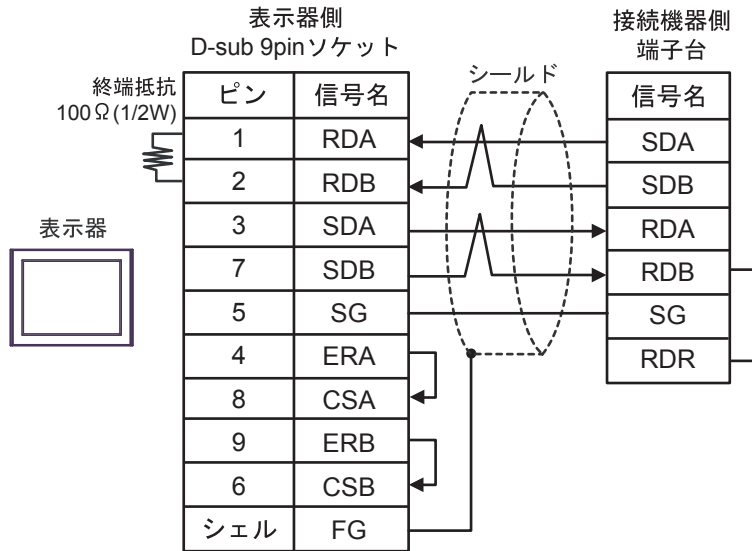 表示器側
D-sub 9pinソケット
接続機器側
端子台
終端抵抗
100Ω(1/2W)
シールド
表示器
ピン 信号名
1 RDA
2 RDB
3 SDA
7 SDB
5 SG
4 ERA
8 CSA
9 ERB
6 CSB
シェル FG
信号名
SDA
SDB
RDA
RDB
SG
RDR